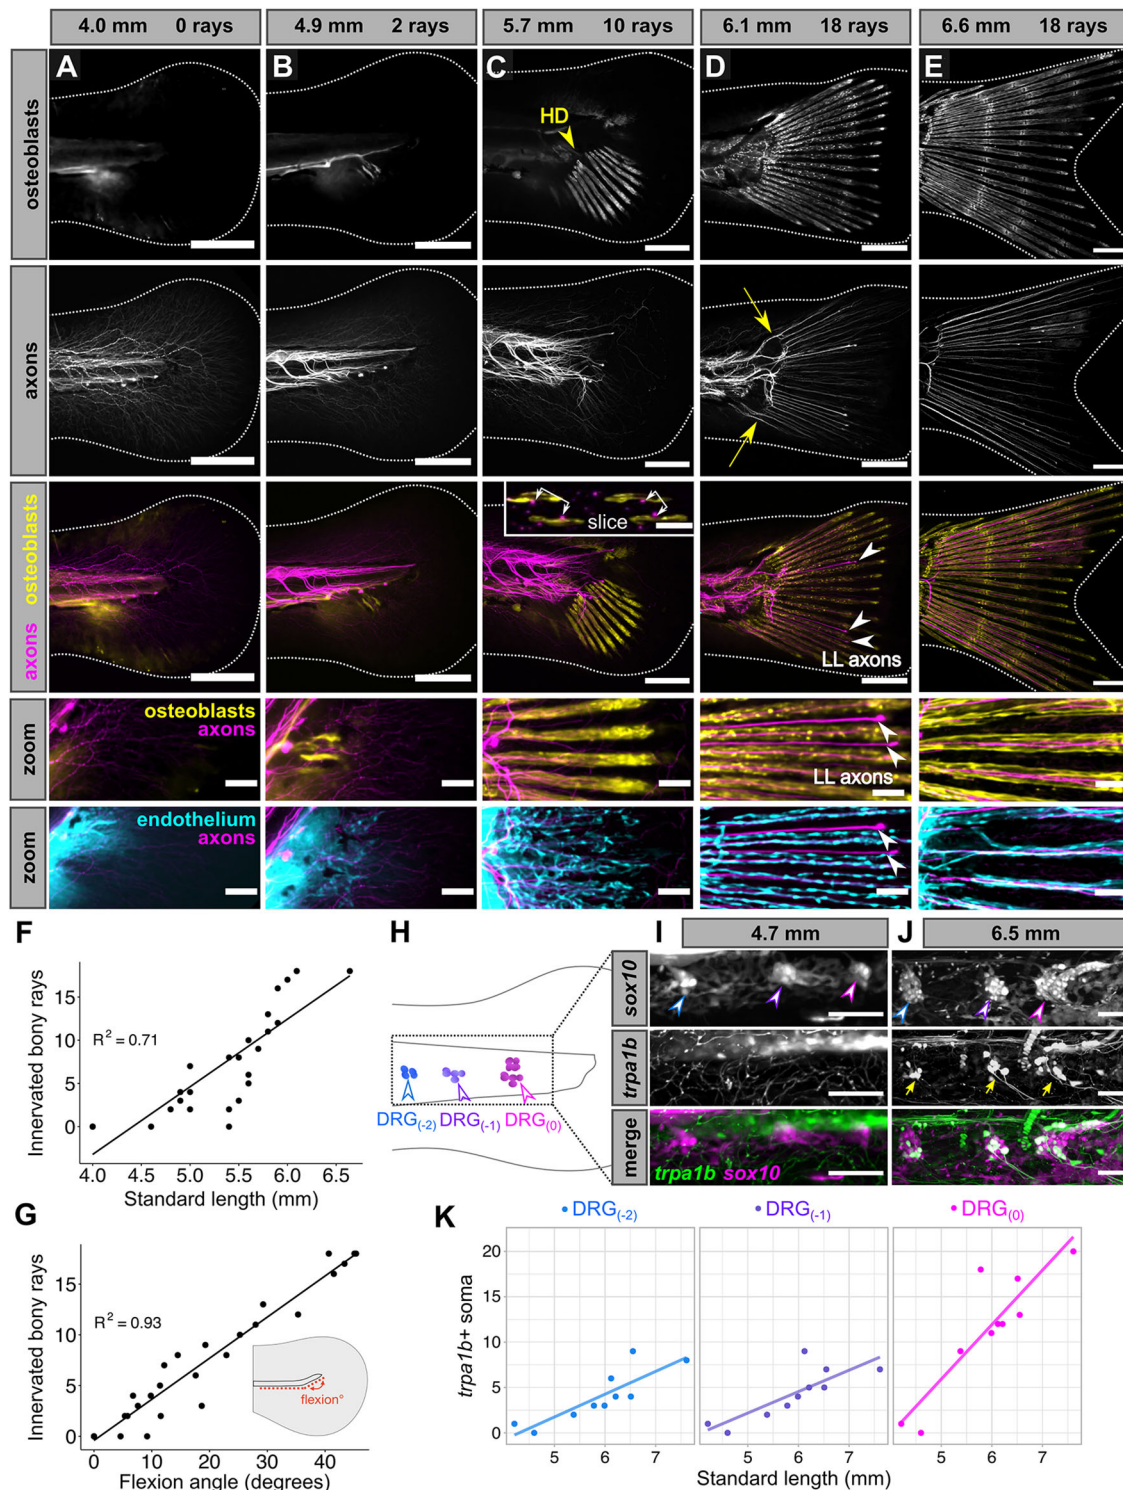 4.0 mm 0 rays
4.9 mm 2 rays
5.7 mm 10 rays
6.1 mm 18 rays
6.6 mm 18 rays
osteoblasts
A
B
C
D
E
HD
axons
axons osteoblasts
slice
LL axons
zoom
osteoblasts
axons
LL axons
zoom
endothelium
axons
F
Innervated bony rays
15
10
5
0
R2 = 0.71
4.0 4.5 5.0 5.5 6.0 6.5
Standard length (mm)
G
Innervated bony rays
15
10
5
0
R2 = 0.93
flexion°
0 10 20 30 40
Flexion angle (degrees)
H
DRG(-2) DRG(-1) DRG(0)
I
4.7 mm
J
6.5 mm
sox10
trpa1b
merge
trpa1b sox10
K
DRG(-2)
DRG(-1)
DRG(0)
trpa1b+ soma
20
15
10
5
0
5 6 7
5 6 7
5 6 7
Standard length (mm)